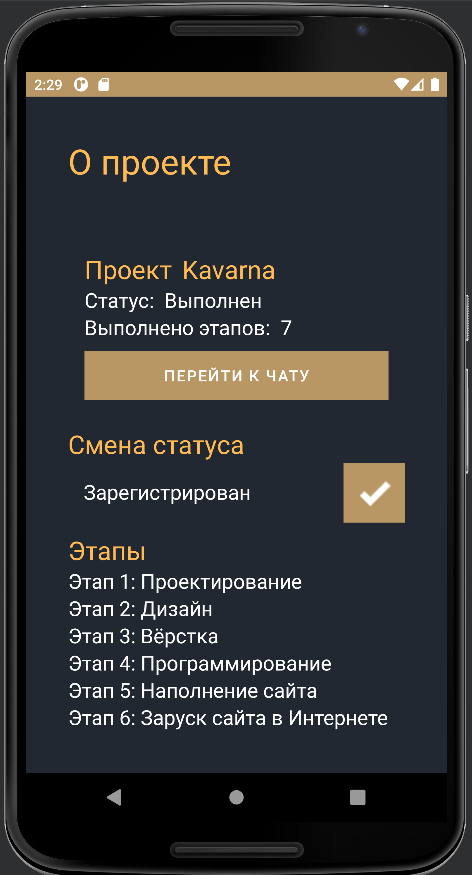 2:29
О проекте
Проект Kavarna
Статус: Выполнен
Выполнено этапов: 7
ПЕРЕЙТИ К ЧАТУ
Смена статуса
Зарегистрирован
Этапы
Этап 1: Проектирование
Этап 2: Дизайн
Этап 3: Вёрстка
Этап 4: Программирование
Этап 5: Наполнение сайта
Этап 6: Заруск сайта в Интернете